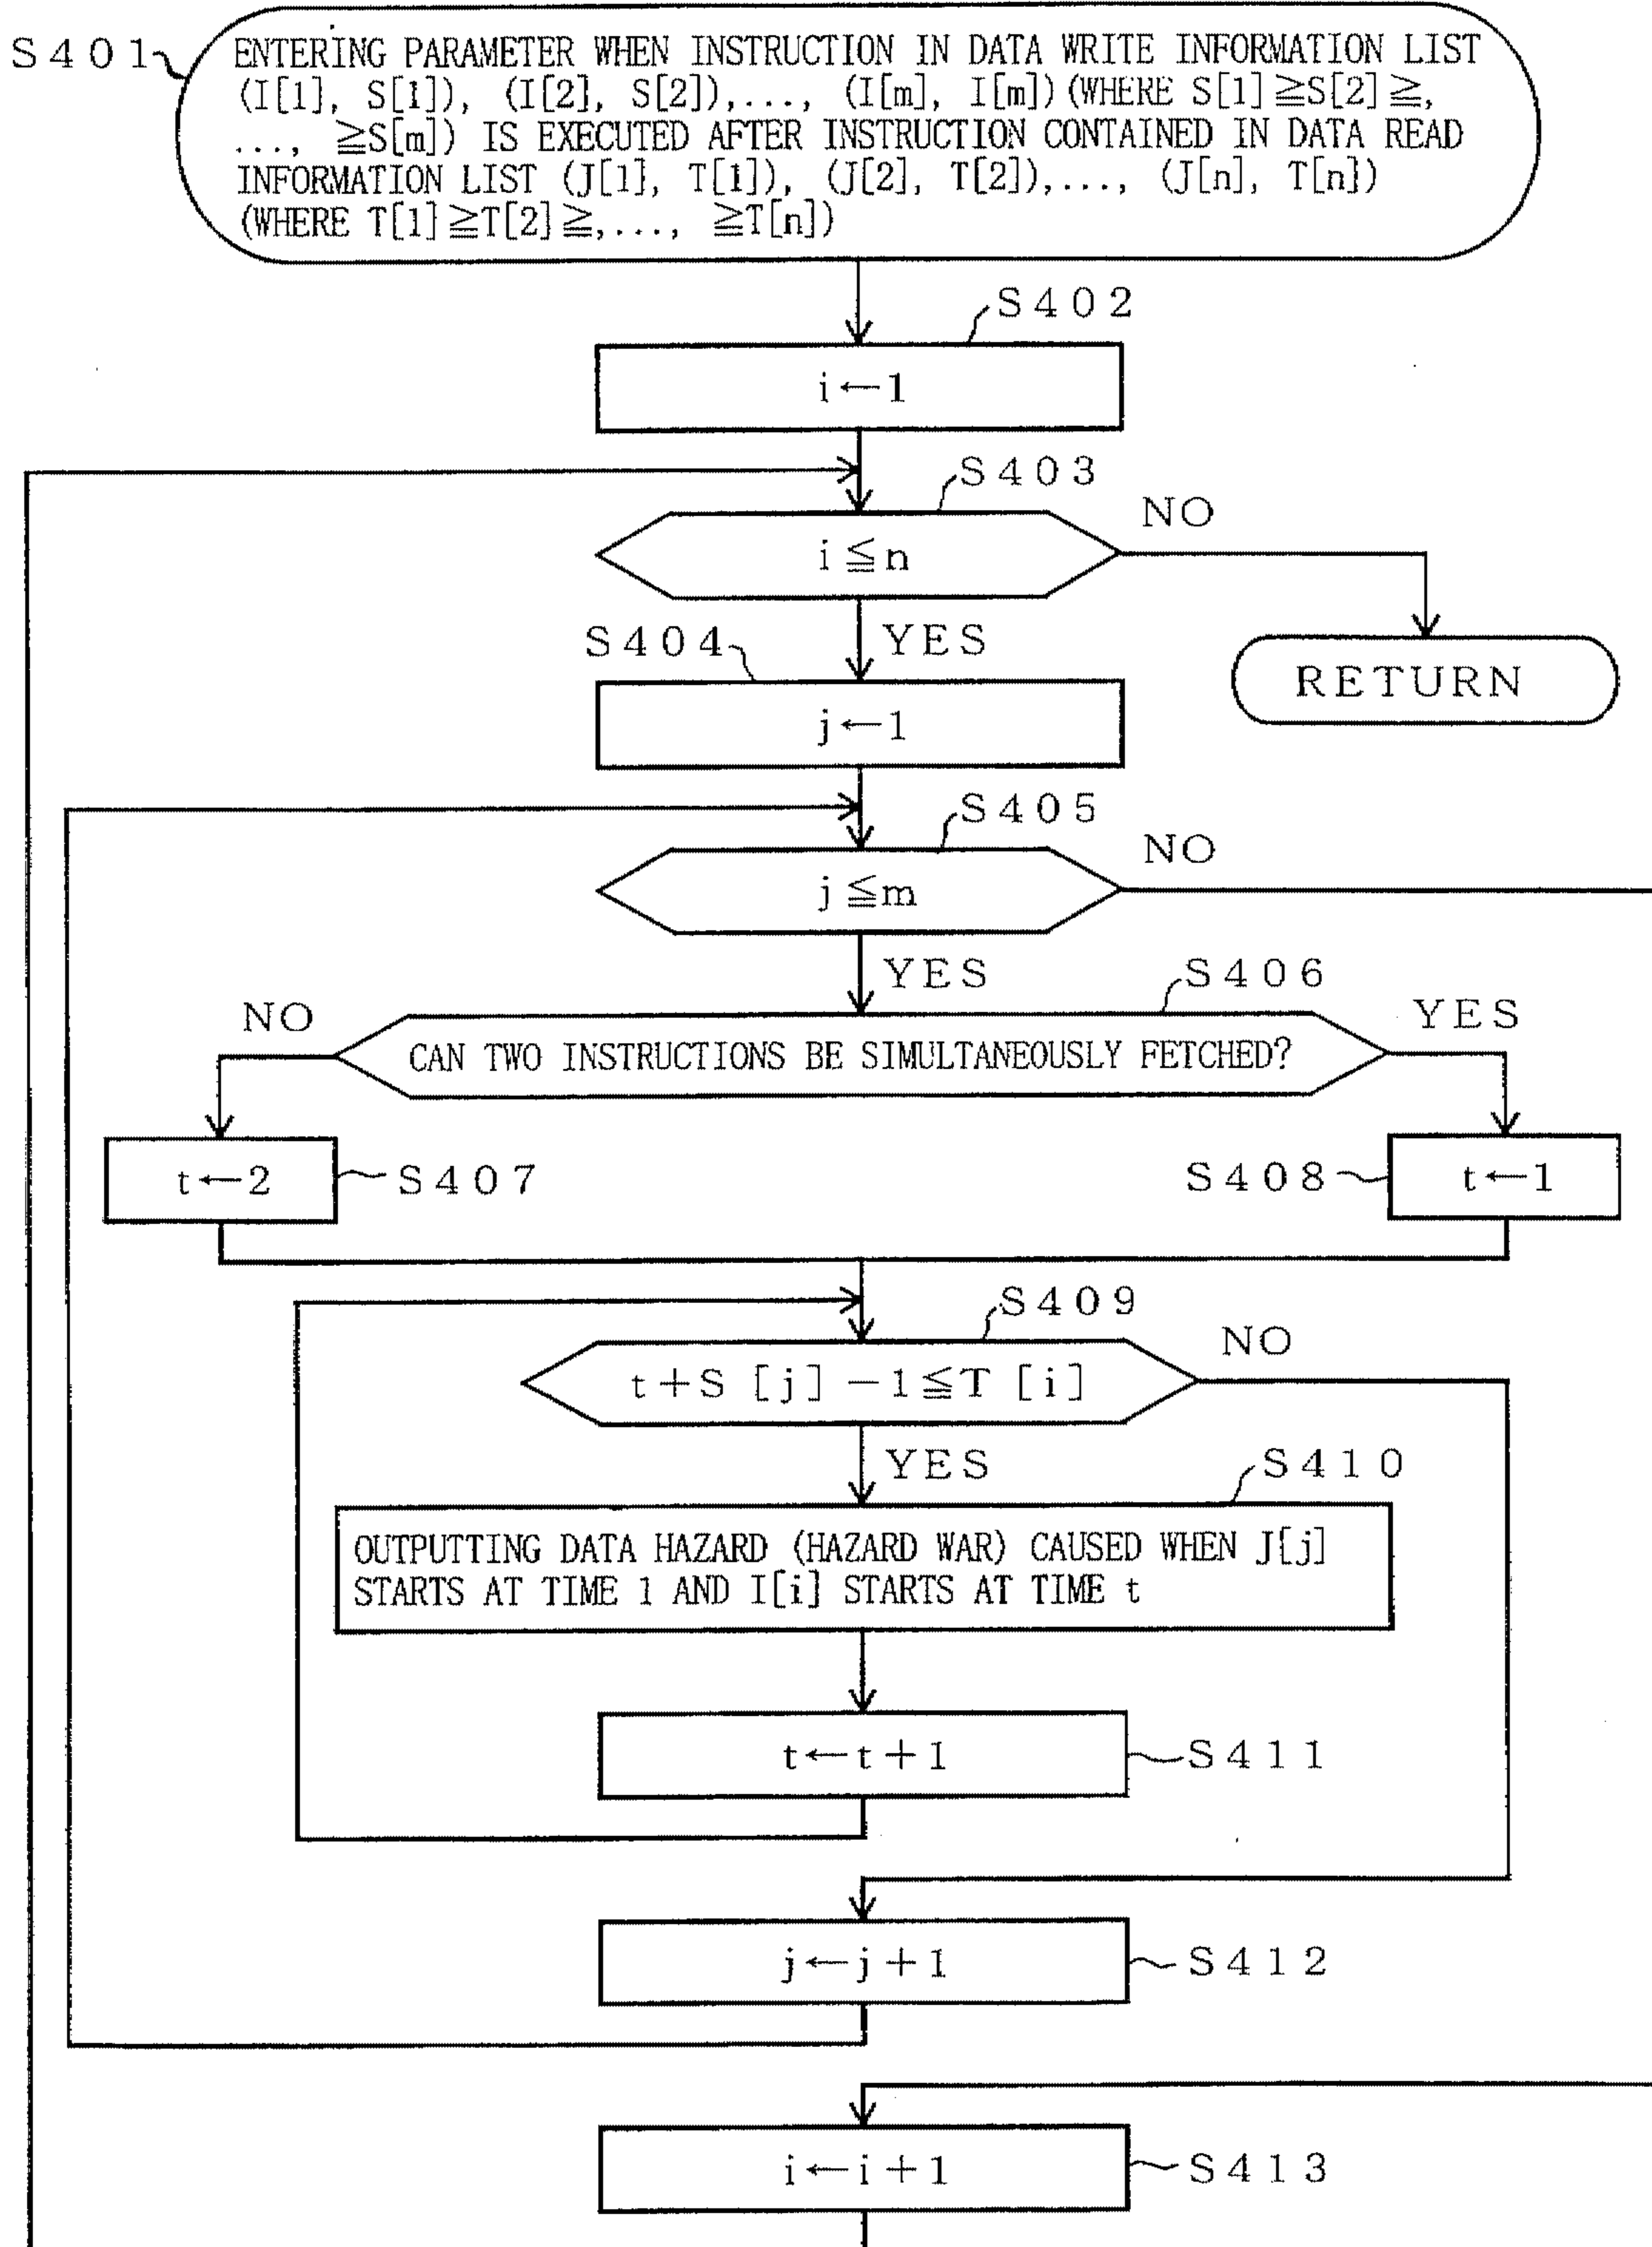 S401
ENTERING PARAMETER WHEN INSTRUCTION IN DATA WRITE INFORMATION LIST
(I[1], S[1]), (I[2], S[2]),..., (I[m], I[m])(WHERE S[1]≧S[2]≧,
..., ≧S[m]) IS EXECUTED AFTER INSTRUCTION CONTAINED IN DATA READ
INFORMATION LIST (J[1], T[1]), (J[2], T[2]),..., (J[n], T[n])
(WHERE T[1]≧T[2]≧,..., ≧T[n])
S402
i←1
S403
i≦n
NO
YES
RETURN
S404
j←1
S405
j≦m
NO
YES
S406
CAN TWO INSTRUCTIONS BE SIMULTANEOUSLY FETCHED?
NO
YES
t←2
S407
S408
t←1
S409
t+S [j] −1≦T [i]
NO
YES
S410
OUTPUTTING DATA HAZARD (HAZARD WAR) CAUSED WHEN J[j]
STARTS AT TIME 1 AND I[i] STARTS AT TIME t
t←t+1
S411
j←j+1
S412
i←i+1
S413